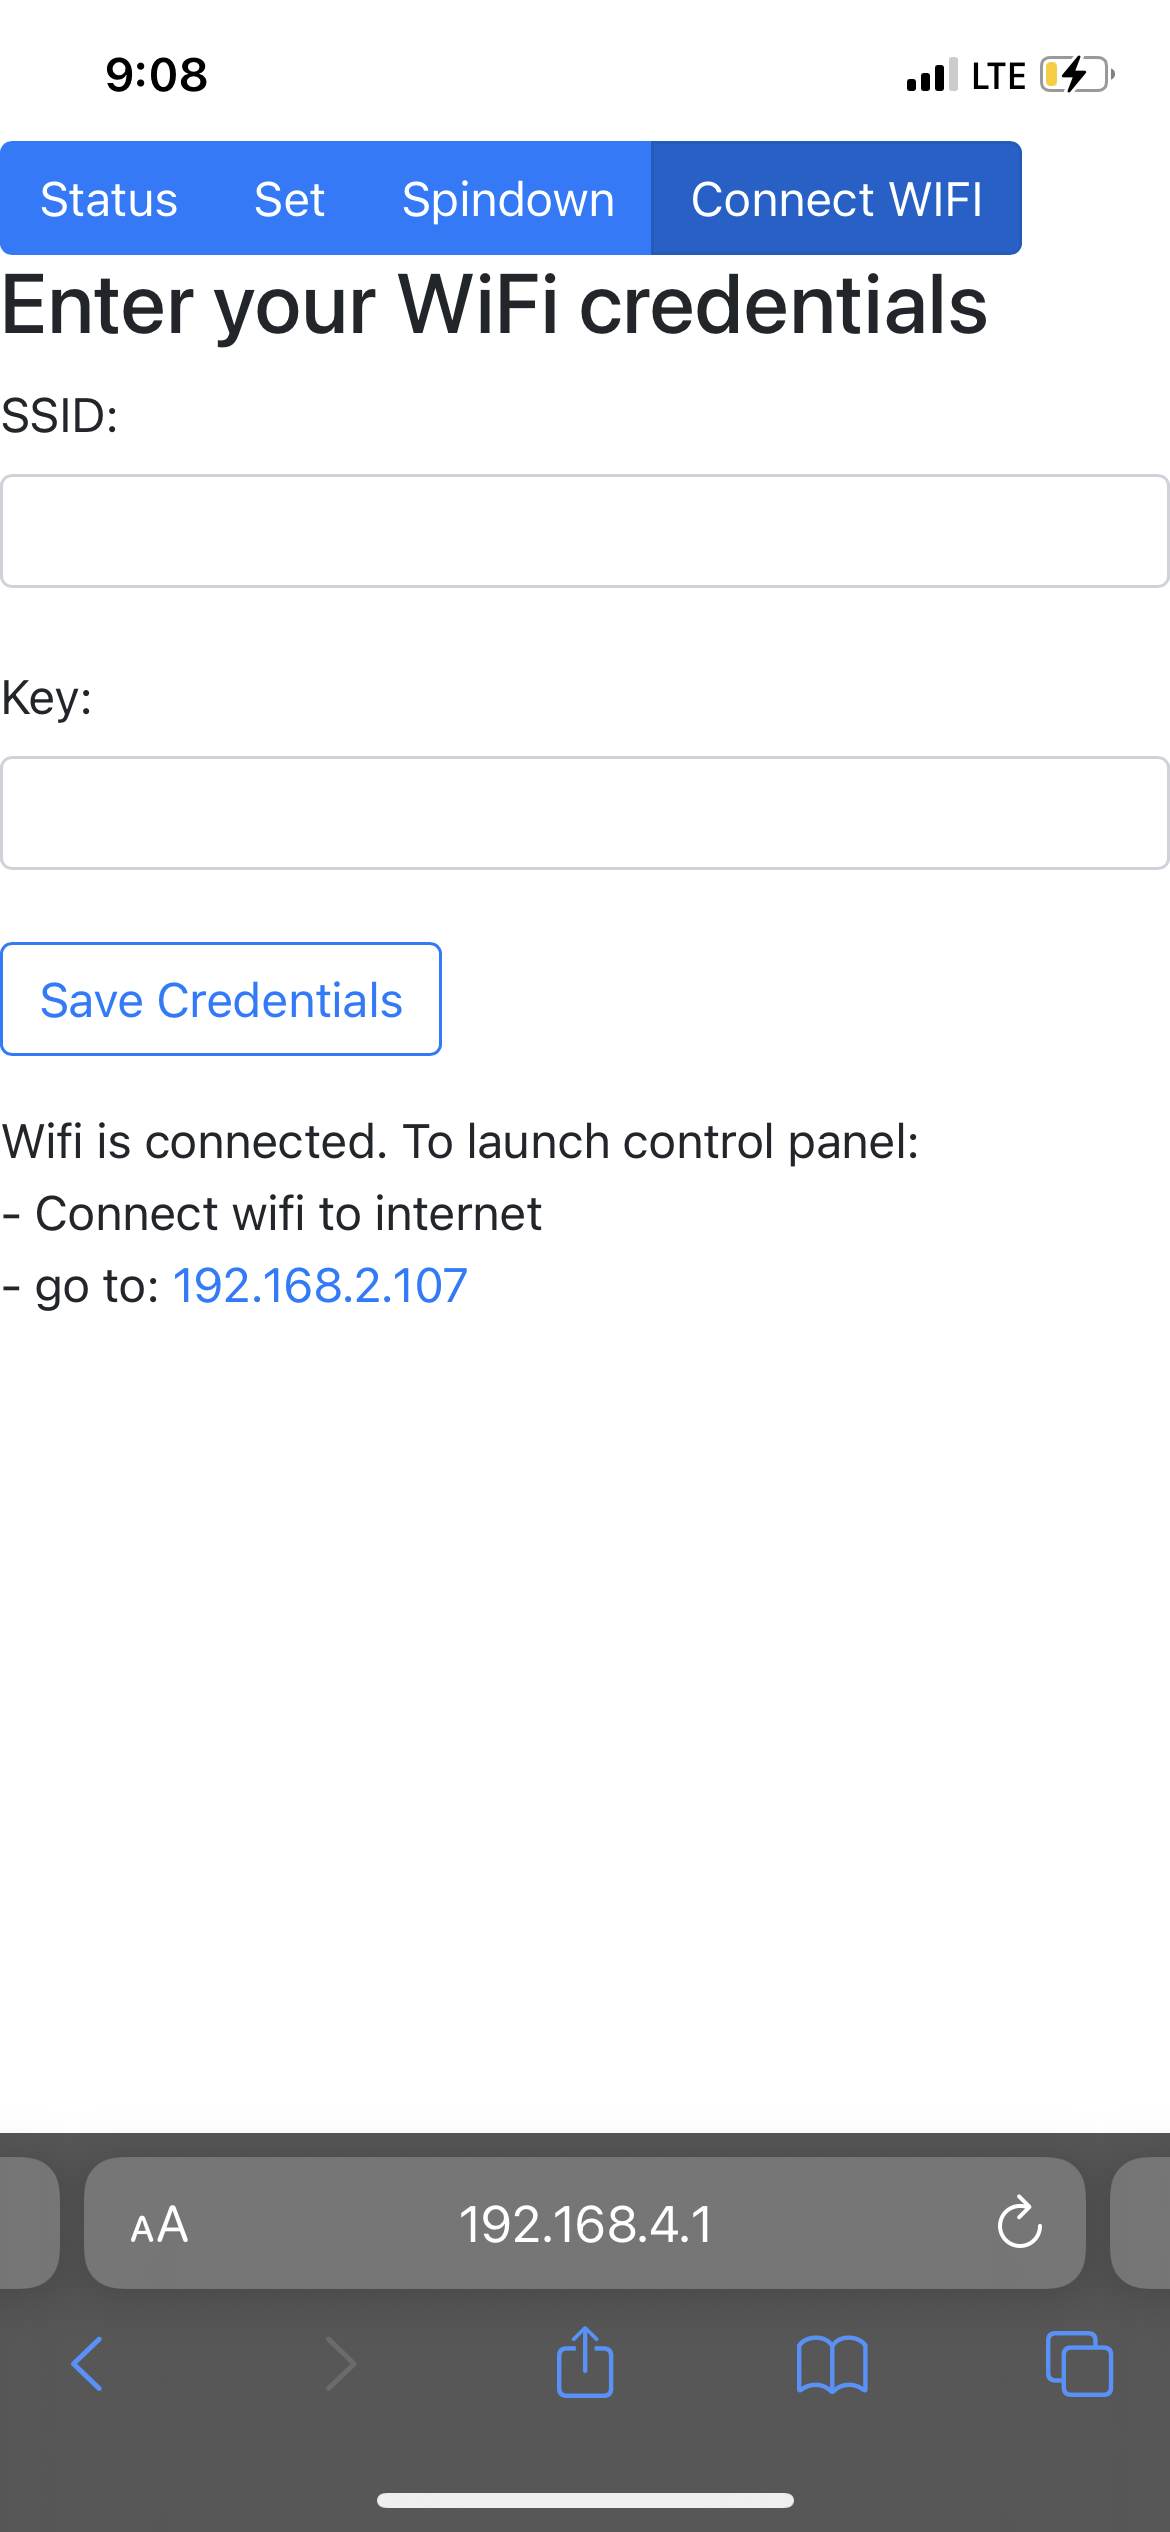 9:08 LTE
Status Set Spindown Connect WIFI
Enter your WiFi credentials
SSID:
Key:
Save Credentials
Wifi is connected. To launch control panel:
- Connect wifi to internet
- go to: 192.168.2.107
AA 192.168.4.1